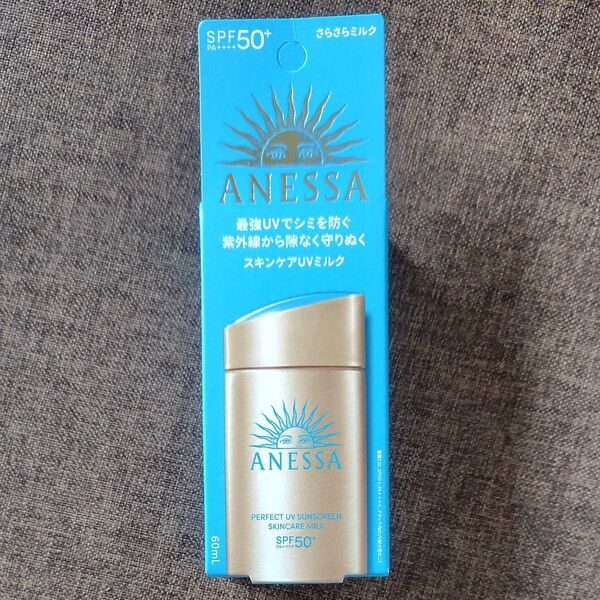 SPF50+
PA++++
さらさらミルク
ANESSA
最強UVでシミを防ぐ
紫外線から隙なく守りぬく
スキンケアUVミルク
ANESSA
PERFECT UV SUNSCREEN
SKINCARE MILK
SPF50+
PA++++
60mL